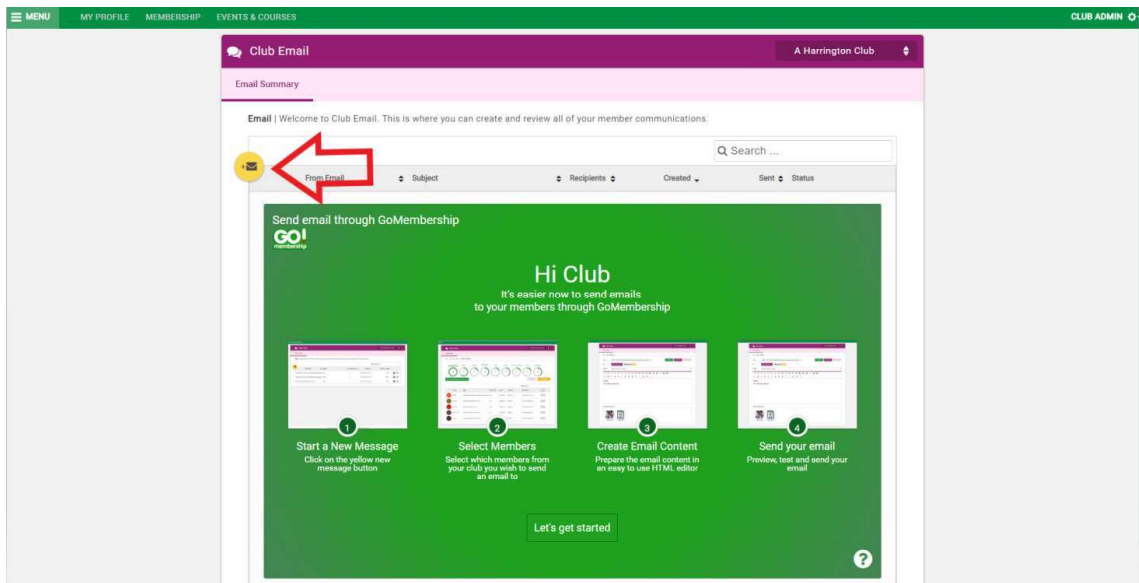 MENU MY PROFILE MEMBERSHIP EVENTS & COURSES CLUB ADMIN
Club Email A Harrington Club
Email Summary
Email | Welcome to Club Email. This is where you can create and review all of your member communications.
Search ...
From Email Subject Recipients Created Sent Status
Send email through GoMembership
GO!
membership
Hi Club
It's easier now to send emails
to your members through GoMembership
1 2 3 4
Start a New Message Select Members Create Email Content Send your email
Click on the yellow new Select which members from Prepare the email content in Preview, test and send your
message button your club you wish to send an easy to use HTML editor email
an email to
Let's get started
?